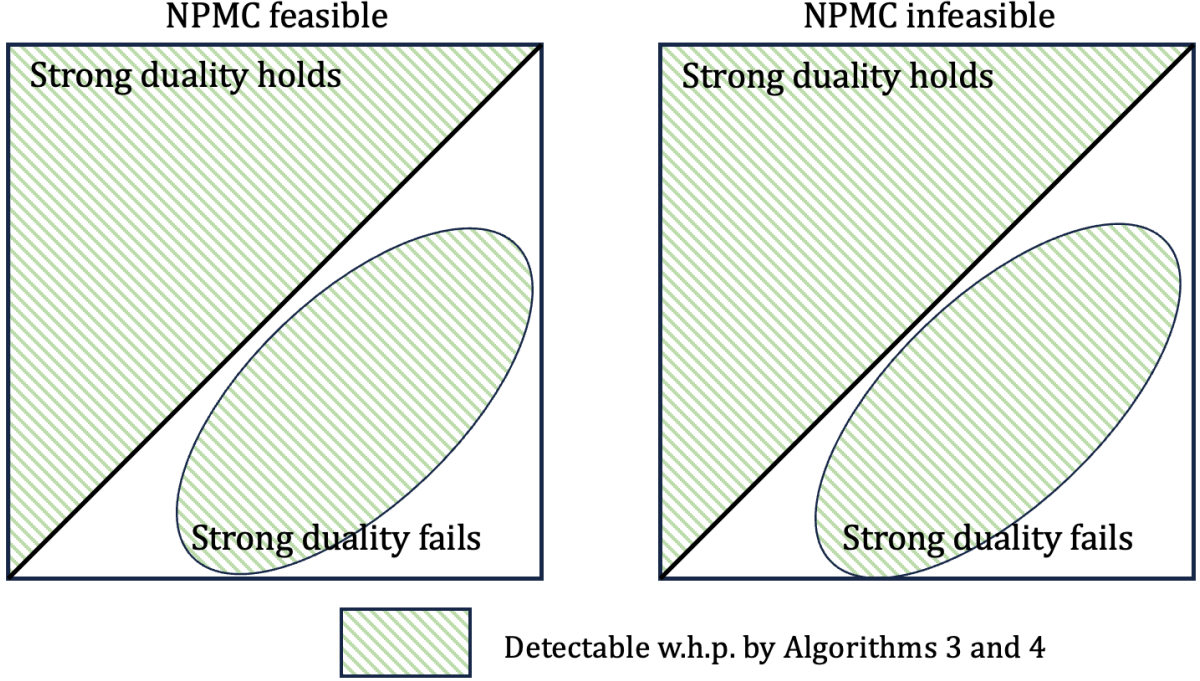 NPMC feasible
NPMC infeasible
Strong duality holds
Strong duality holds
Strong duality fails
Strong duality fails
Detectable w.h.p. by Algorithms 3 and 4